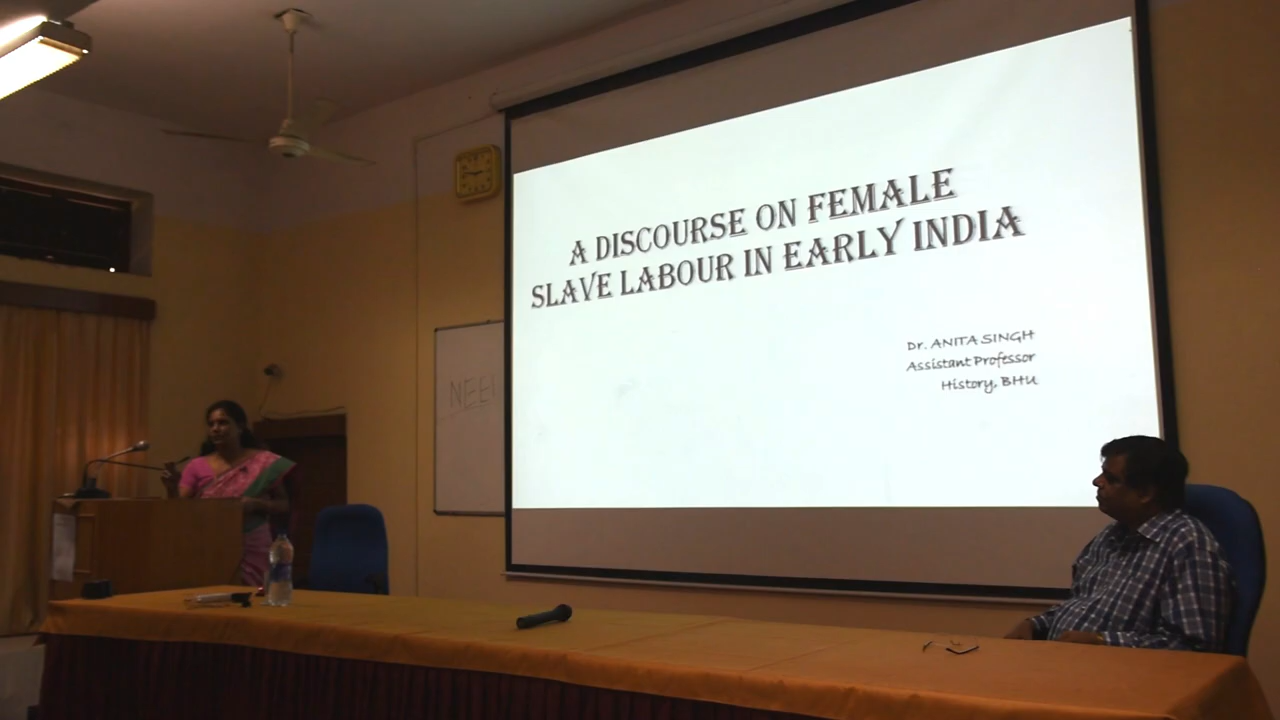 A DISCOURSE ON FEMALE
SLAVE LABOUR IN EARLY INDIA
Dr. ANITA SINGH
Assistant Professor
History, BHU